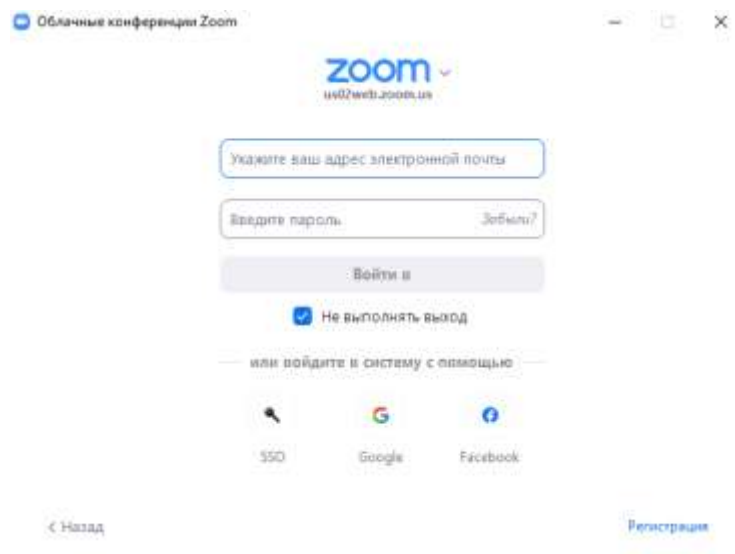 Облачные конференции Zoom
zoom
us02web.zoom.us
Укажите ваш адрес электронной почты
Введите пароль Забыли?
Войти в
Не выполнять выход
или войдите в систему с помощью
SSO Google Facebook
< Назад Регистрация